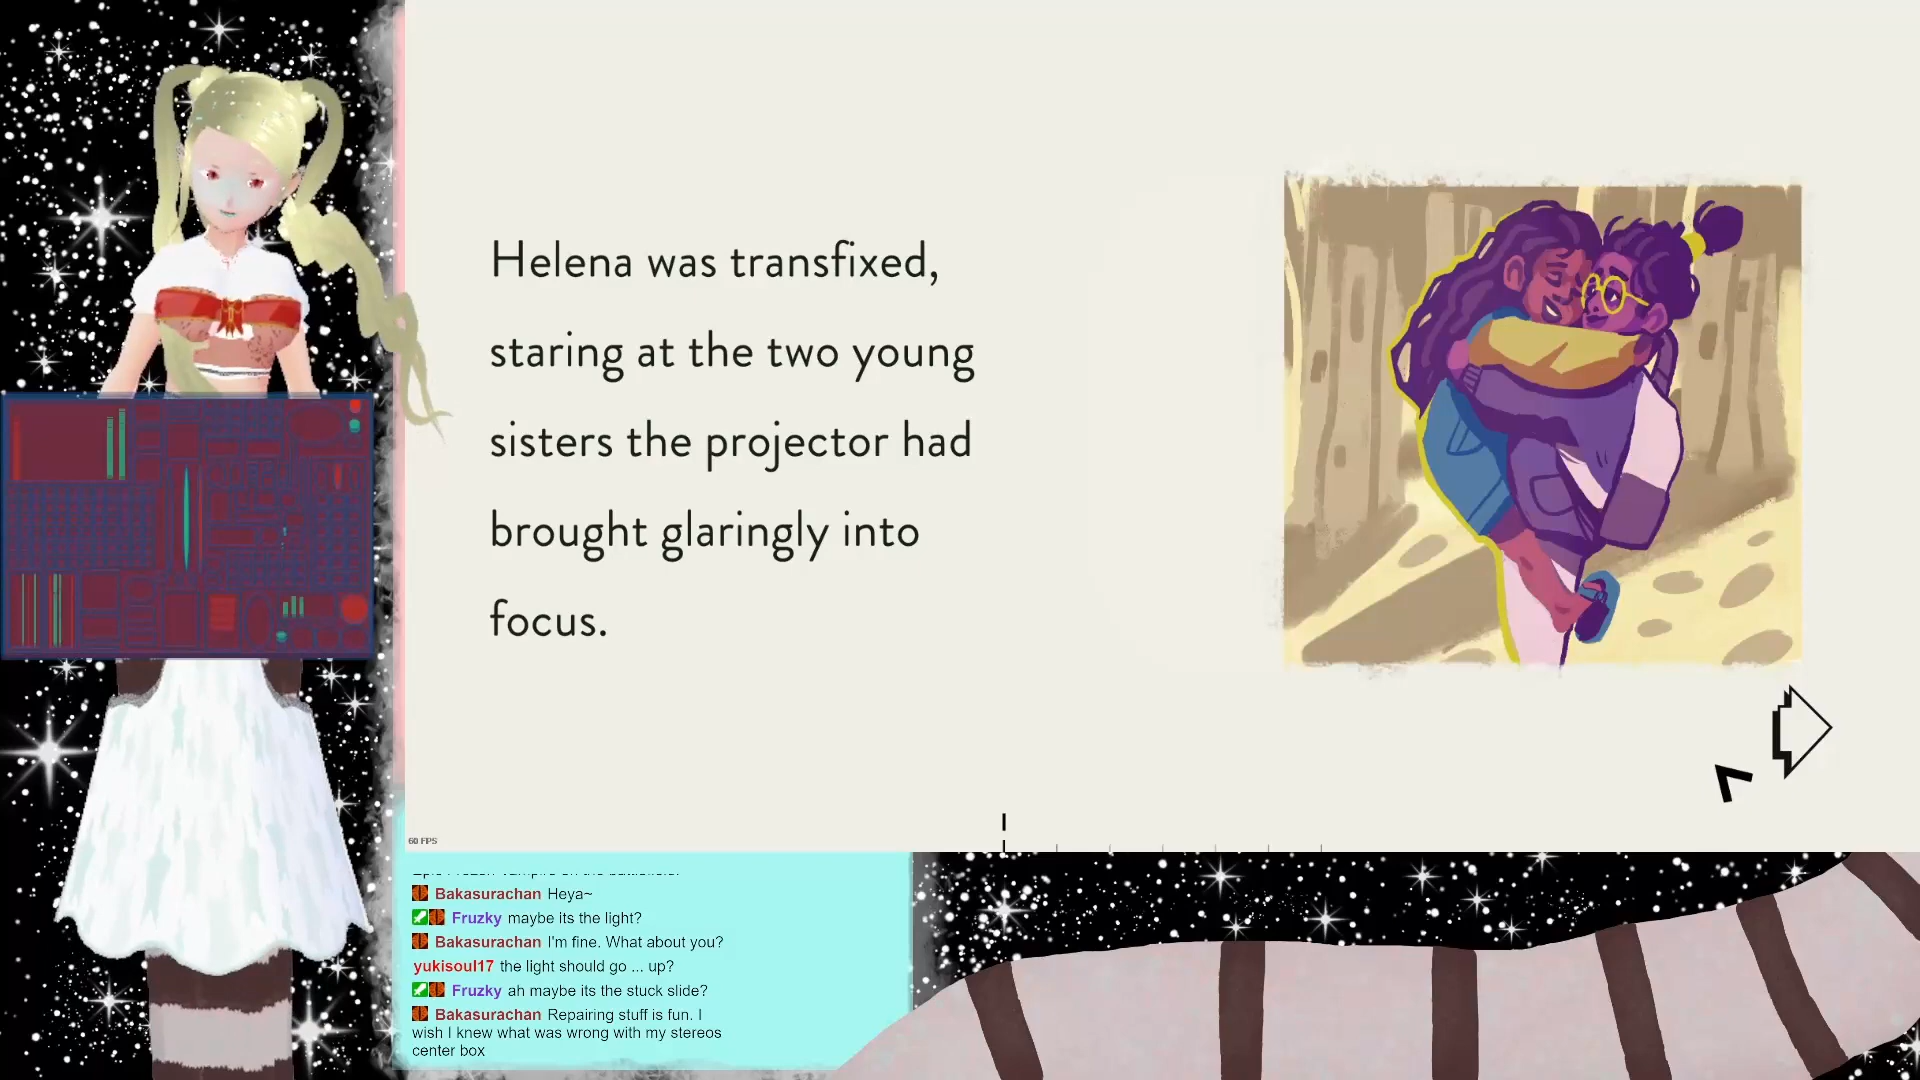 Helena was transfixed,
staring at the two young
sisters the projector had
brought glaringly into
focus.
60 FPS
Bakasurachan Heya~
Fruzky maybe its the light?
Bakasurachan I'm fine. What about you?
yukisoul17 the light should go ... up?
Fruzky ah maybe its the stuck slide?
Bakasurachan Repairing stuff is fun. I
wish I knew what was wrong with my stereos
center box